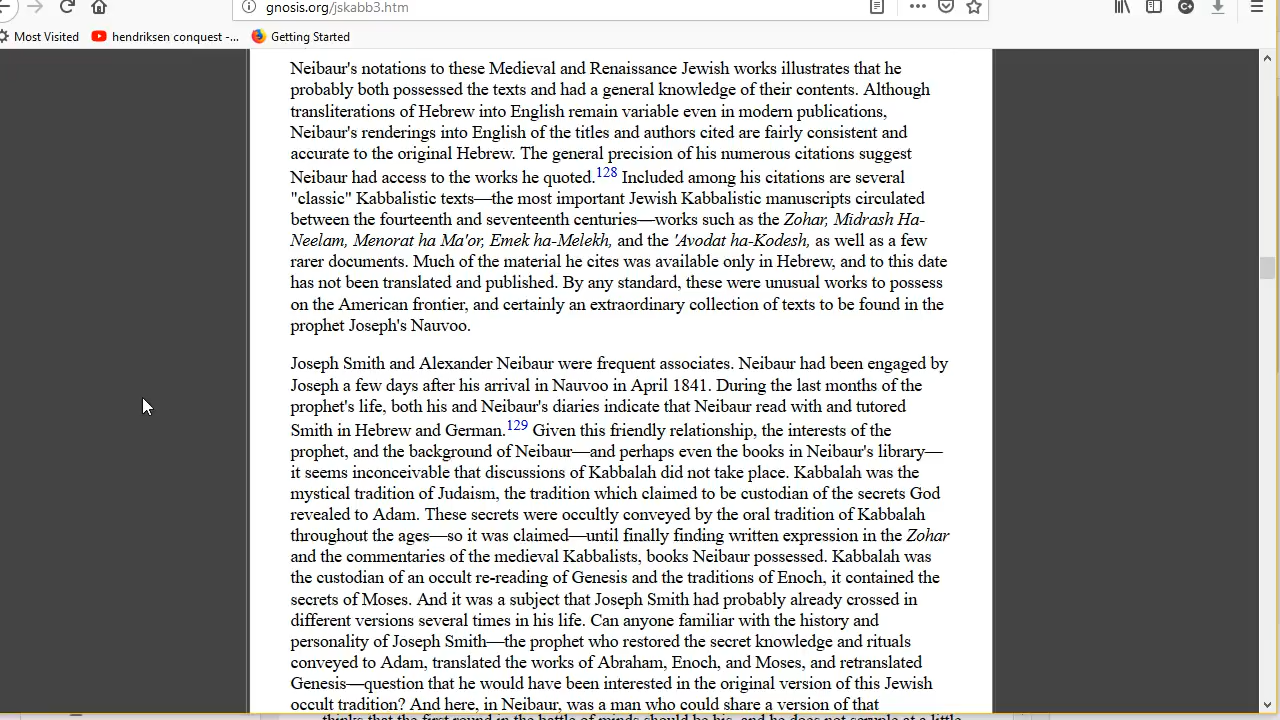 gnosis.org/jskabb3.htm
Most Visited
hendriksen conquest -...
Getting Started
Neibaur's notations to these Medieval and Renaissance Jewish works illustrates that he
probably both possessed the texts and had a general knowledge of their contents. Although
transliterations of Hebrew into English remain variable even in modern publications,
Neibaur's renderings into English of the titles and authors cited are fairly consistent and
accurate to the original Hebrew. The general precision of his numerous citations suggest
Neibaur had access to the works he quoted.128 Included among his citations are several
"classic" Kabbalistic texts—the most important Jewish Kabbalistic manuscripts circulated
between the fourteenth and seventeenth centuries—works such as the Zohar, Midrash Ha-
Neelam, Menorat ha Ma'or, Emek ha-Melekh, and the 'Avodat ha-Kodesh, as well as a few
rarer documents. Much of the material he cites was available only in Hebrew, and to this date
has not been translated and published. By any standard, these were unusual works to possess
on the American frontier, and certainly an extraordinary collection of texts to be found in the
prophet Joseph's Nauvoo.
Joseph Smith and Alexander Neibaur were frequent associates. Neibaur had been engaged by
Joseph a few days after his arrival in Nauvoo in April 1841. During the last months of the
prophet's life, both his and Neibaur's diaries indicate that Neibaur read with and tutored
Smith in Hebrew and German.129 Given this friendly relationship, the interests of the
prophet, and the background of Neibaur—and perhaps even the books in Neibaur's library—
it seems inconceivable that discussions of Kabbalah did not take place. Kabbalah was the
mystical tradition of Judaism, the tradition which claimed to be custodian of the secrets God
revealed to Adam. These secrets were occultly conveyed by the oral tradition of Kabbalah
throughout the ages—so it was claimed—until finally finding written expression in the Zohar
and the commentaries of the medieval Kabbalists, books Neibaur possessed. Kabbalah was
the custodian of an occult re-reading of Genesis and the traditions of Enoch, it contained the
secrets of Moses. And it was a subject that Joseph Smith had probably already crossed in
different versions several times in his life. Can anyone familiar with the history and
personality of Joseph Smith—the prophet who restored the secret knowledge and rituals
conveyed to Adam, translated the works of Abraham, Enoch, and Moses, and retranslated
Genesis—question that he would have been interested in the original version of this Jewish
occult tradition? And here, in Neibaur, was a man who could share a version of that
thinks that the first round in the battle of minds should be his, and he does not scruple at a little